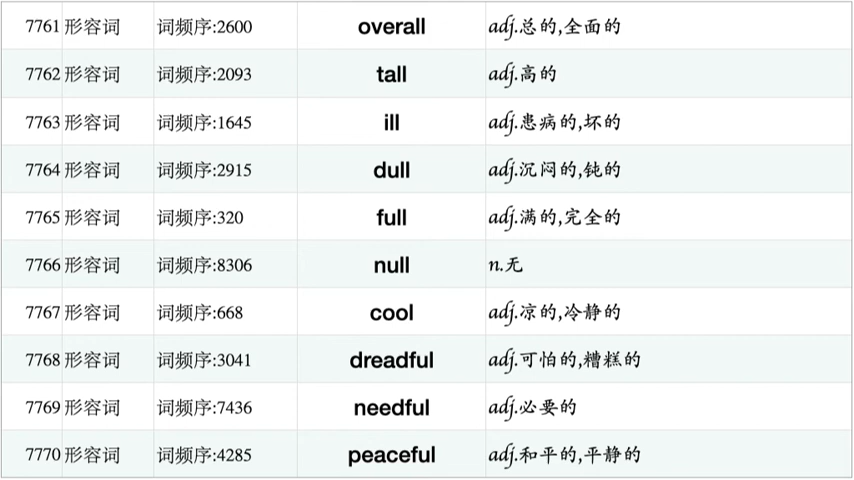 7761 形容词 词频序:2600 overall adj.总的,全面的
7762 形容词 词频序:2093 tall adj.高的
7763 形容词 词频序:1645 ill adj.患病的,坏的
7764 形容词 词频序:2915 dull adj.沉闷的,钝的
7765 形容词 词频序:320 full adj.满的,完全的
7766 形容词 词频序:8306 null n.无
7767 形容词 词频序:668 cool adj.凉的,冷静的
7768 形容词 词频序:3041 dreadful adj.可怕的,糟糕的
7769 形容词 词频序:7436 needful adj.必要的
7770 形容词 词频序:4285 peaceful adj.和平的,平静的